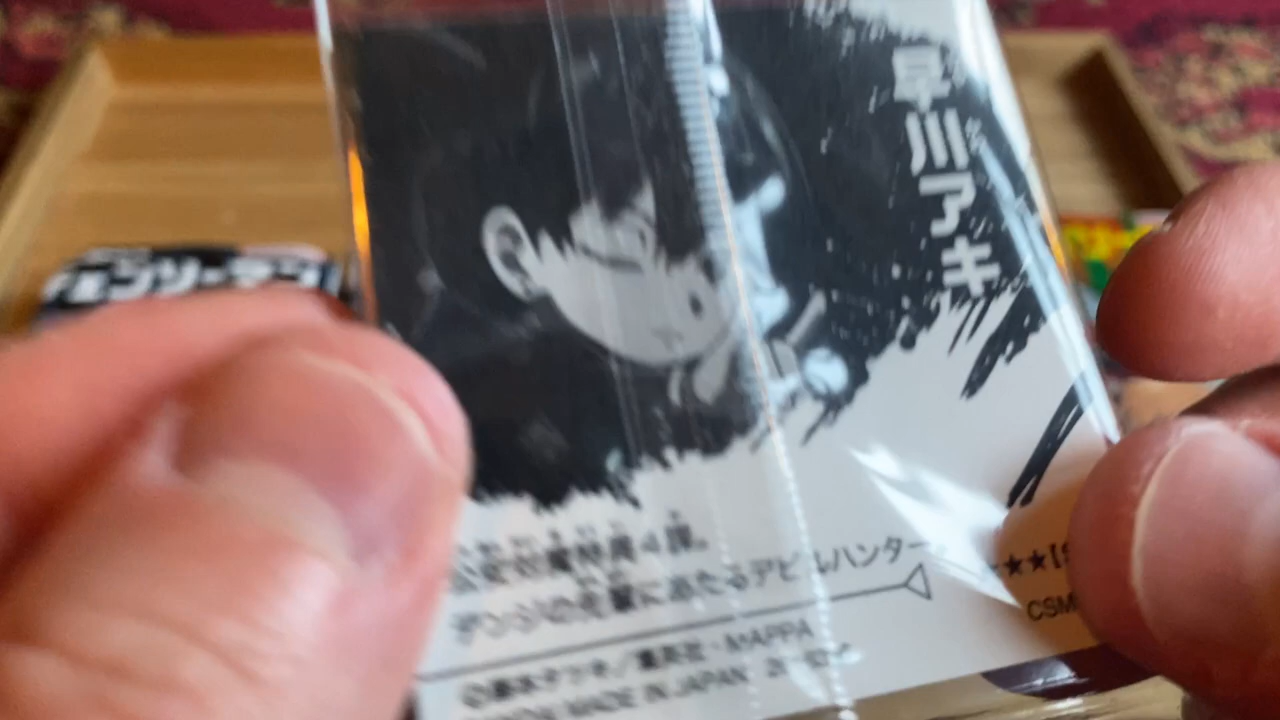 早川アキ
公安対魔特異4課。
デンジの先輩に当たるデビルハンター。
★★
CSM
©藤本タツキ/集英社・MAPPA
MADE IN JAPAN